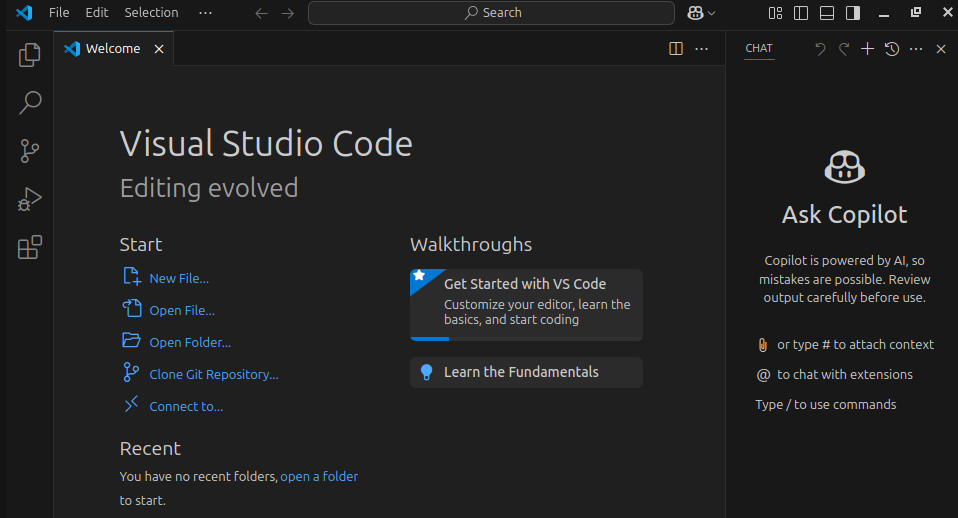 File Edit Selection ··· Search
Welcome
CHAT
Visual Studio Code
Editing evolved
Start
New File...
Open File...
Open Folder...
Clone Git Repository...
Connect to...
Recent
You have no recent folders, open a folder
to start.
Walkthroughs
Get Started with VS Code
Customize your editor, learn the
basics, and start coding
Learn the Fundamentals
Ask Copilot
Copilot is powered by AI, so
mistakes are possible. Review
output carefully before use.
or type # to attach context
@ to chat with extensions
Type / to use commands